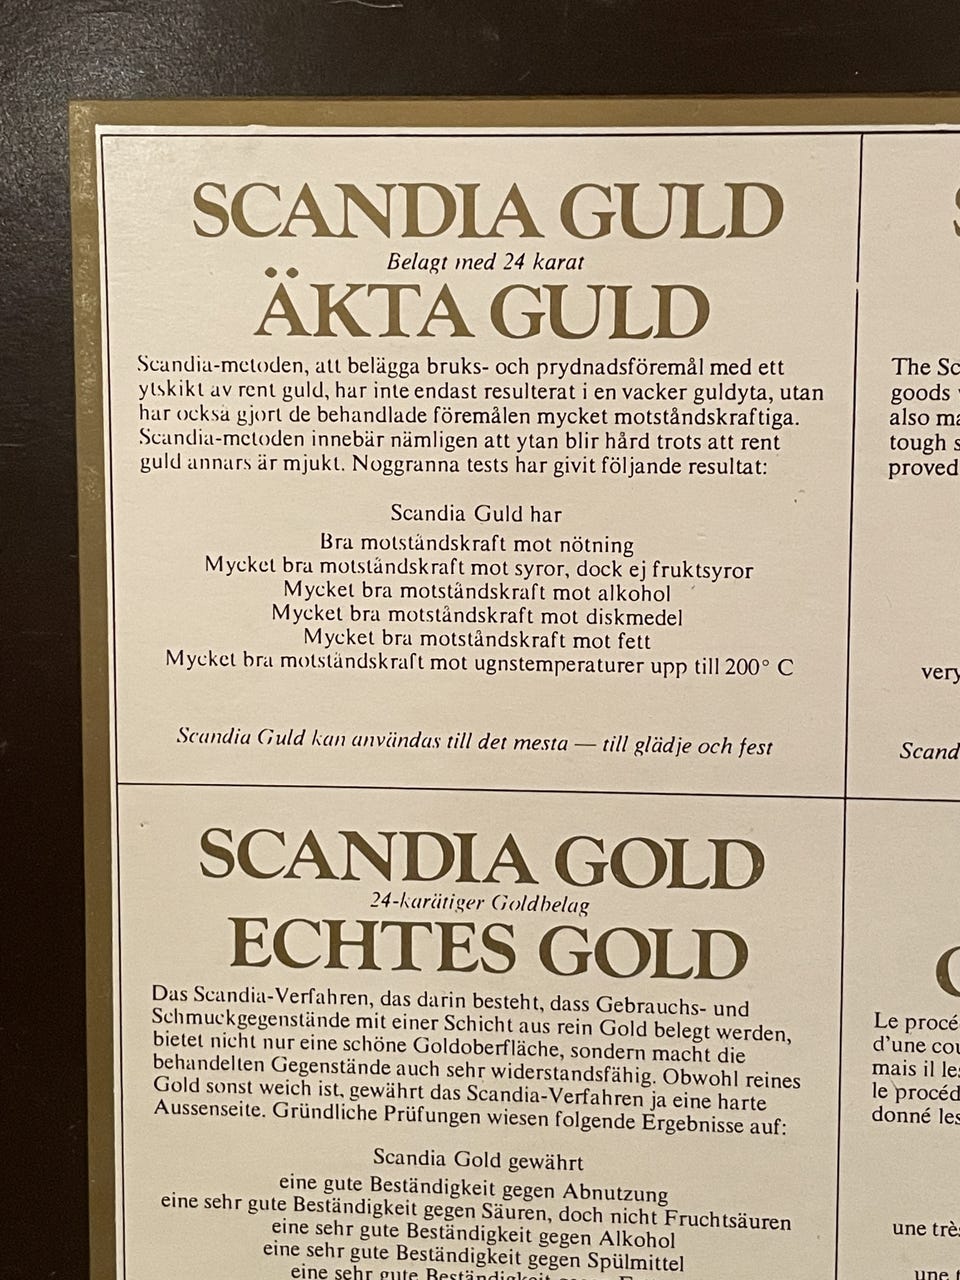 SCANDIA GULD
Belagt med 24 karat
ÄKTA GULD
Scandia-metoden, att belägga bruks- och prydnadsföremål med ett
ytskikt av rent guld, har inte endast resulterat i en vacker guldyta, utan
har också gjort de behandlade föremålen mycket motståndskraftiga.
Scandia-metoden innebär nämligen att ytan blir hård trots att rent
guld annars är mjukt. Noggranna tests har givit följande resultat:
Scandia Guld har
Bra motståndskraft mot nötning
Mycket bra motståndskraft mot syror, dock ej fruktsyror
Mycket bra motståndskraft mot alkohol
Mycket bra motståndskraft mot diskmedel
Mycket bra motståndskraft mot fett
Mycket bra motståndskraft mot ugnstemperaturer upp till 200° C
Scandia Guld kan användas till det mesta — till glädje och fest
The Sc
goods
also ma
tough s
proved
very
Scand
SCANDIA GOLD
24-karätiger Goldbelag
ECHTES GOLD
Das Scandia-Verfahren, das darin besteht, dass Gebrauchs- und
Schmuckgegenstände mit einer Schicht aus rein Gold belegt werden,
bietet nicht nur eine schöne Goldoberfläche, sondern macht die
behandelten Gegenstände auch sehr widerstandsfähig. Obwohl reines
Gold sonst weich ist, gewährt das Scandia-Verfahren ja eine harte
Aussenseite. Gründliche Prüfungen wiesen folgende Ergebnisse auf:
Scandia Gold gewährt
eine gute Beständigkeit gegen Abnutzung
eine sehr gute Beständigkeit gegen Säuren, doch nicht Fruchtsäuren
eine sehr gute Beständigkeit gegen Alkohol
eine sehr gute Beständigkeit gegen Spülmittel
eine sehr gute Beständigkeit gegen
Le procé
d'une cou
mais il les
le procéd
donné les
une trè
une